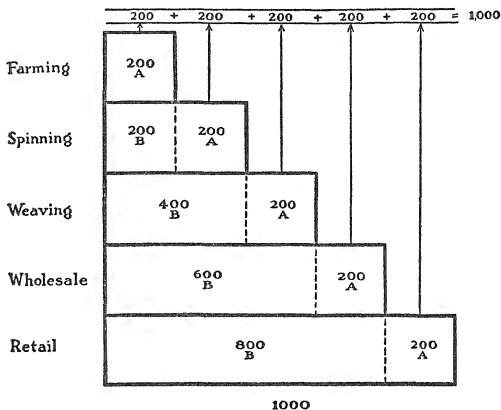 200 + 200 + 200 + 200 + 200 = 1,000
Farming
200
A
Spinning
200 200
B A
Weaving
400 200
B A
Wholesale
600 200
B A
Retail
800 200
B A
1000